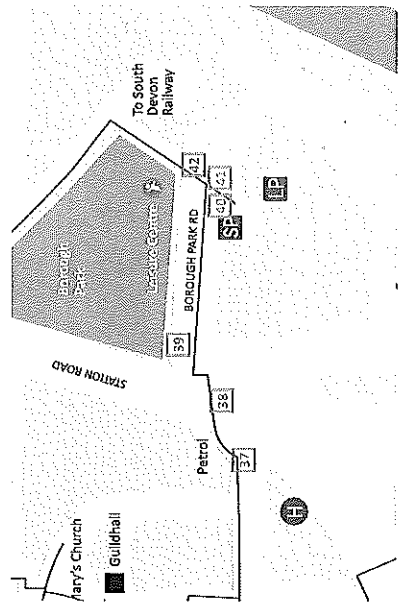 To South
Devon
Railway
42
41
40
SP
LP
Borough
Park
Leisure Centre
BOROUGH PARK RD
39
STATION ROAD
38
Petrol
37
H
Mary's Church
Guildhall